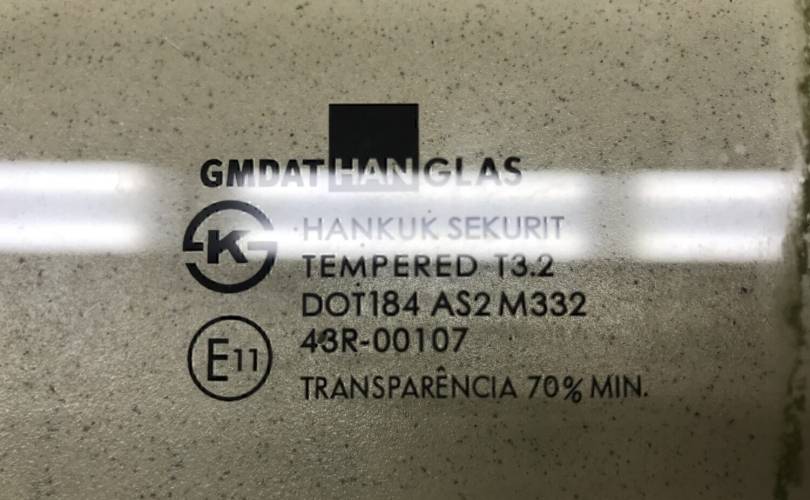 GMDAT HANGLAS
K
HANKUK SEKURIT
TEMPERED T3.2
DOT184 AS2 M332
43R-00107
E11
TRANSPARÊNCIA 70% MIN.